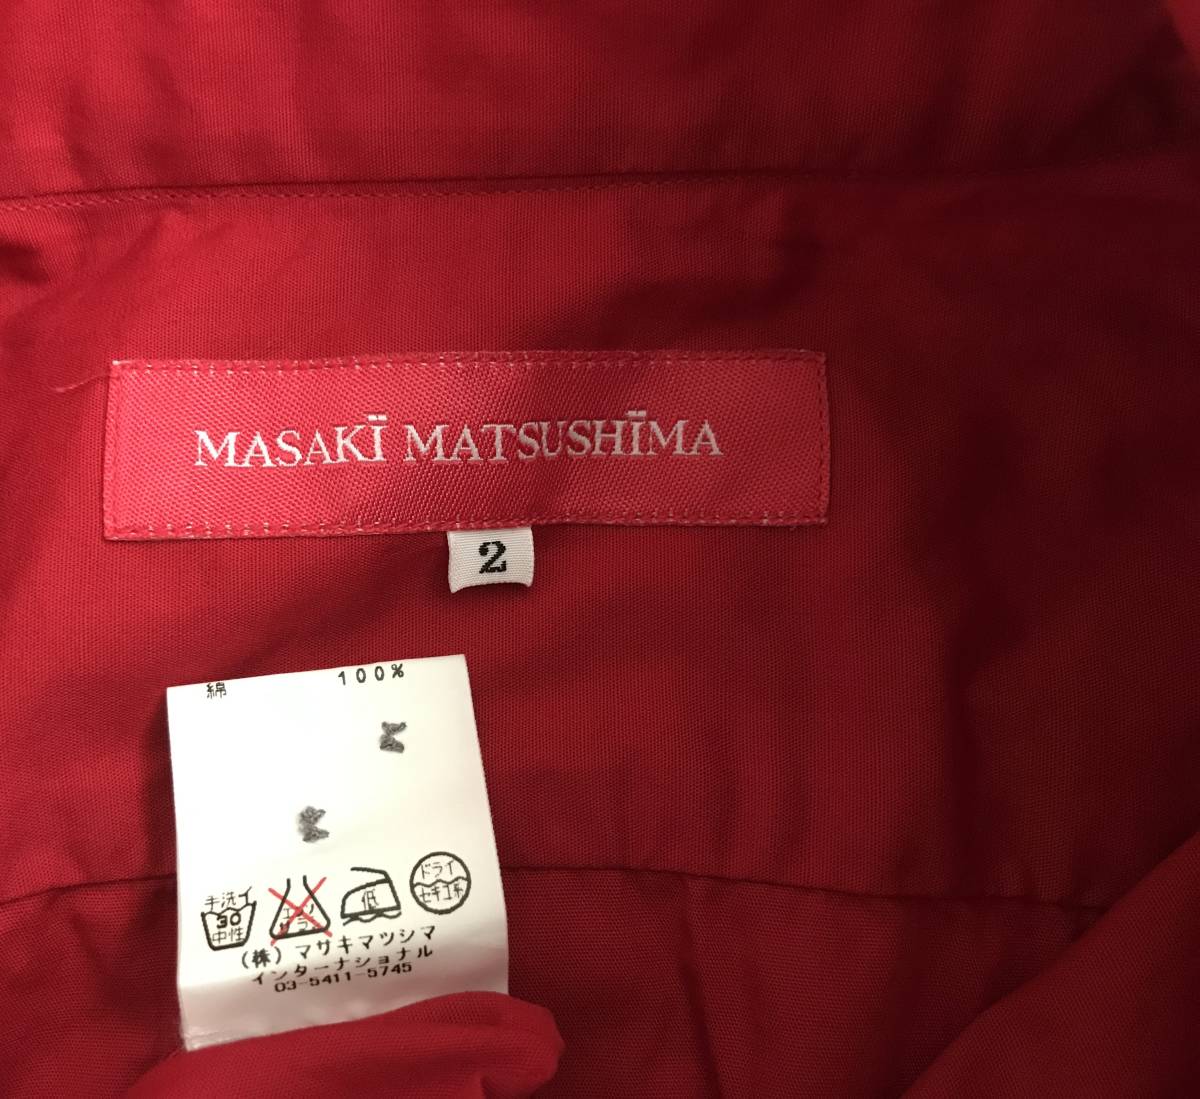 MASAKÏ MATSUSHÏMA
2
綿 100%
手洗イ
30
中性
エンソ
サラシ
低
ドライ
セキユ系
(株) マサキマツシマ
インターナショナル
03-5411-5745